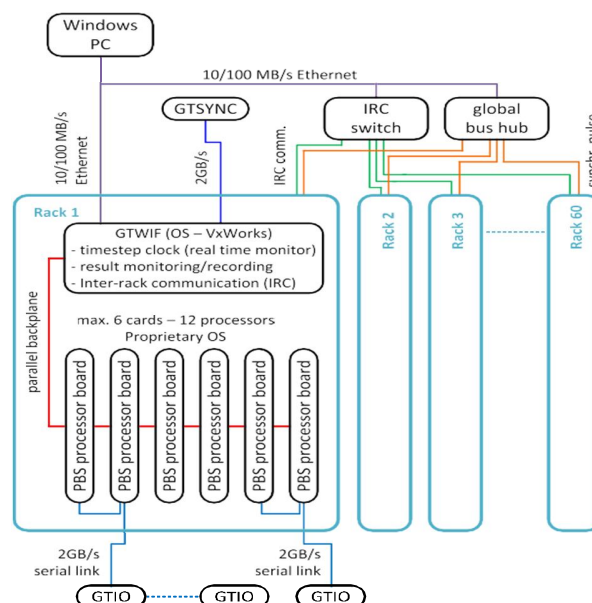 Windows
PC
10/100 MB/s Ethernet
GTSYNC
IRC
switch
global
bus hub
10/100 MB/s
Ethernet
2GB/s
IRC comm.
synchr. pulse
Rack 1
Rack 2
Rack 3
Rack 60
GTWIF (OS – VxWorks)
- timestep clock (real time monitor)
- result monitoring/recording
- Inter-rack communication (IRC)
max. 6 cards – 12 processors
Proprietary OS
parallel backplane
PBS processor board
PBS processor board
PBS processor board
PBS processor board
PBS processor board
PBS processor board
2GB/s
serial link
2GB/s
serial link
GTIO
GTIO
GTIO